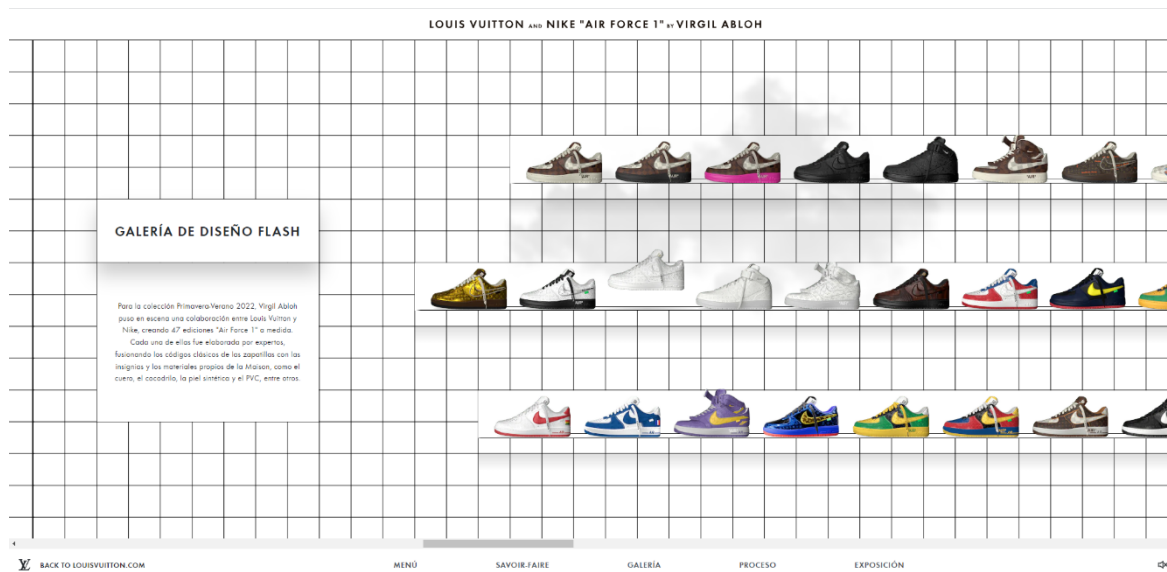 LOUIS VUITTON AND NIKE "AIR FORCE 1" BY VIRGIL ABLOH
GALERÍA DE DISEÑO FLASH
Para la colección Primavera-Verano 2022, Virgil Abloh
puso en escena una colaboración entre Louis Vuitton y
Nike, creando 47 ediciones "Air Force 1" a medida.
Cada una de ellas fue elaborada por expertos,
fusionando los códigos clásicos de las zapatillas con las
insignias y los materiales propios de la Maison, como el
cuero, el cocodrilo, la piel sintética y el PVC, entre otros.
LV BACK TO LOUISVUITTON.COM MENÚ SAVOIR-FAIRE GALERÍA PROCESO EXPOSICIÓN